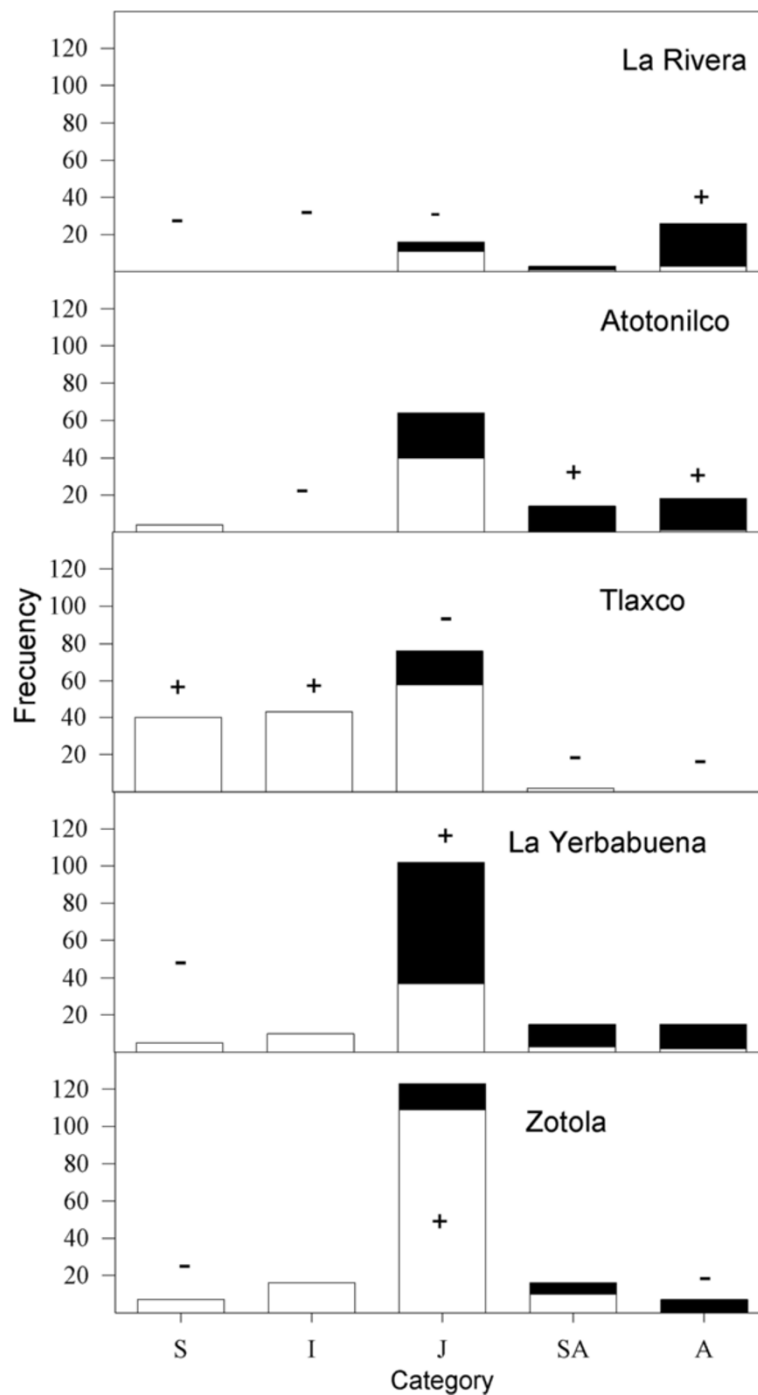 120
100
80
60
40
20
La Rivera
- - - +
120
100
80
60
40
20
Atotonilco
- + +
120
100
80
60
40
20
Tlaxco
+ + - - -
120
100
80
60
40
20
La Yerbabuena
- +
120
100
80
60
40
20
Zotola
- + -
Frecuency
S I J SA A
Category